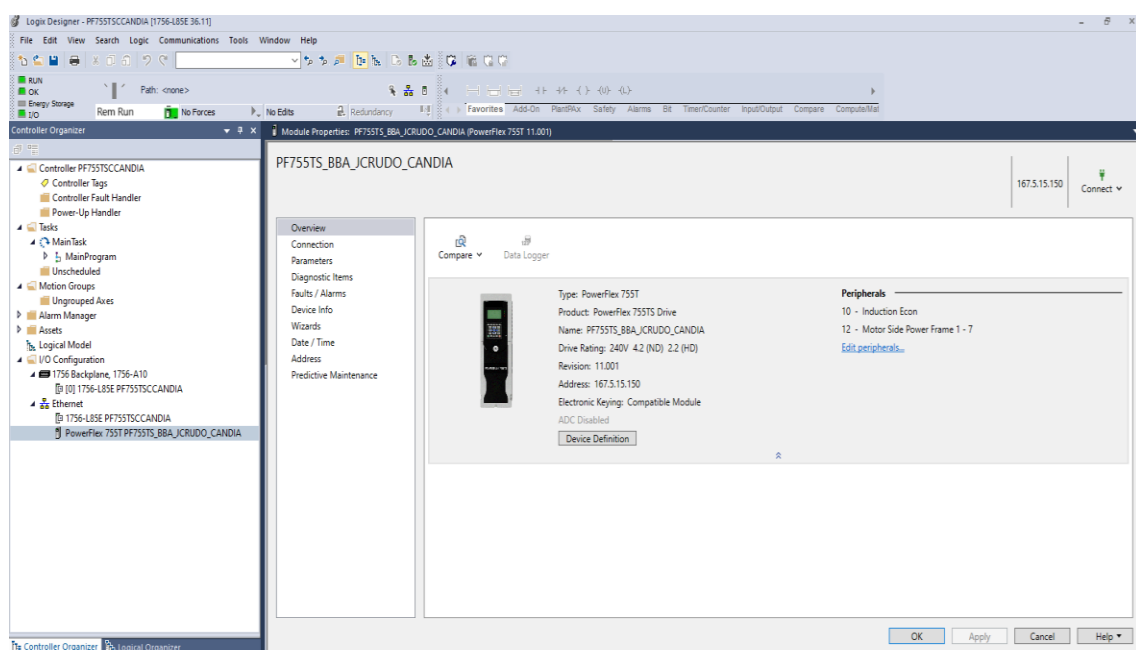 Logix Designer - PF755TSCCANDIA [1756-L85E 36.11]
File Edit View Search Logic Communications Tools Window Help
RUN
OK
Energy Storage
I/O
Path: <none>
Rem Run
No Forces
No Edits
Redundancy
Favorites Add-On PlantPAx Safety Alarms Bit Timer/Counter Input/Output Compare Compute/Mat
Controller Organizer
Controller PF755TSCCANDIA
Controller Tags
Controller Fault Handler
Power-Up Handler
Tasks
MainTask
MainProgram
Unscheduled
Motion Groups
Ungrouped Axes
Alarm Manager
Assets
Logical Model
I/O Configuration
1756 Backplane, 1756-A10
[0] 1756-L85E PF755TSCCANDIA
Ethernet
1756-L85E PF755TSCCANDIA
PowerFlex 755T PF755TS_BBA_JCRUDO_CANDIA
Controller Organizer Logical Organizer
Module Properties: PF755TS_BBA_JCRUDO_CANDIA (PowerFlex 755T 11.001)
PF755TS_BBA_JCRUDO_CANDIA
167.5.15.150
Connect
Overview
Connection
Parameters
Diagnostic Items
Faults / Alarms
Device Info
Wizards
Date / Time
Address
Predictive Maintenance
Compare Data Logger
Type: PowerFlex 755T
Product: PowerFlex 755TS Drive
Name: PF755TS_BBA_JCRUDO_CANDIA
Drive Rating: 240V 4.2 (ND) 2.2 (HD)
Revision: 11.001
Address: 167.5.15.150
Electronic Keying: Compatible Module
ADC Disabled
Device Definition
Peripherals
10 - Induction Econ
12 - Motor Side Power Frame 1 - 7
Edit peripherals...
OK Apply Cancel Help